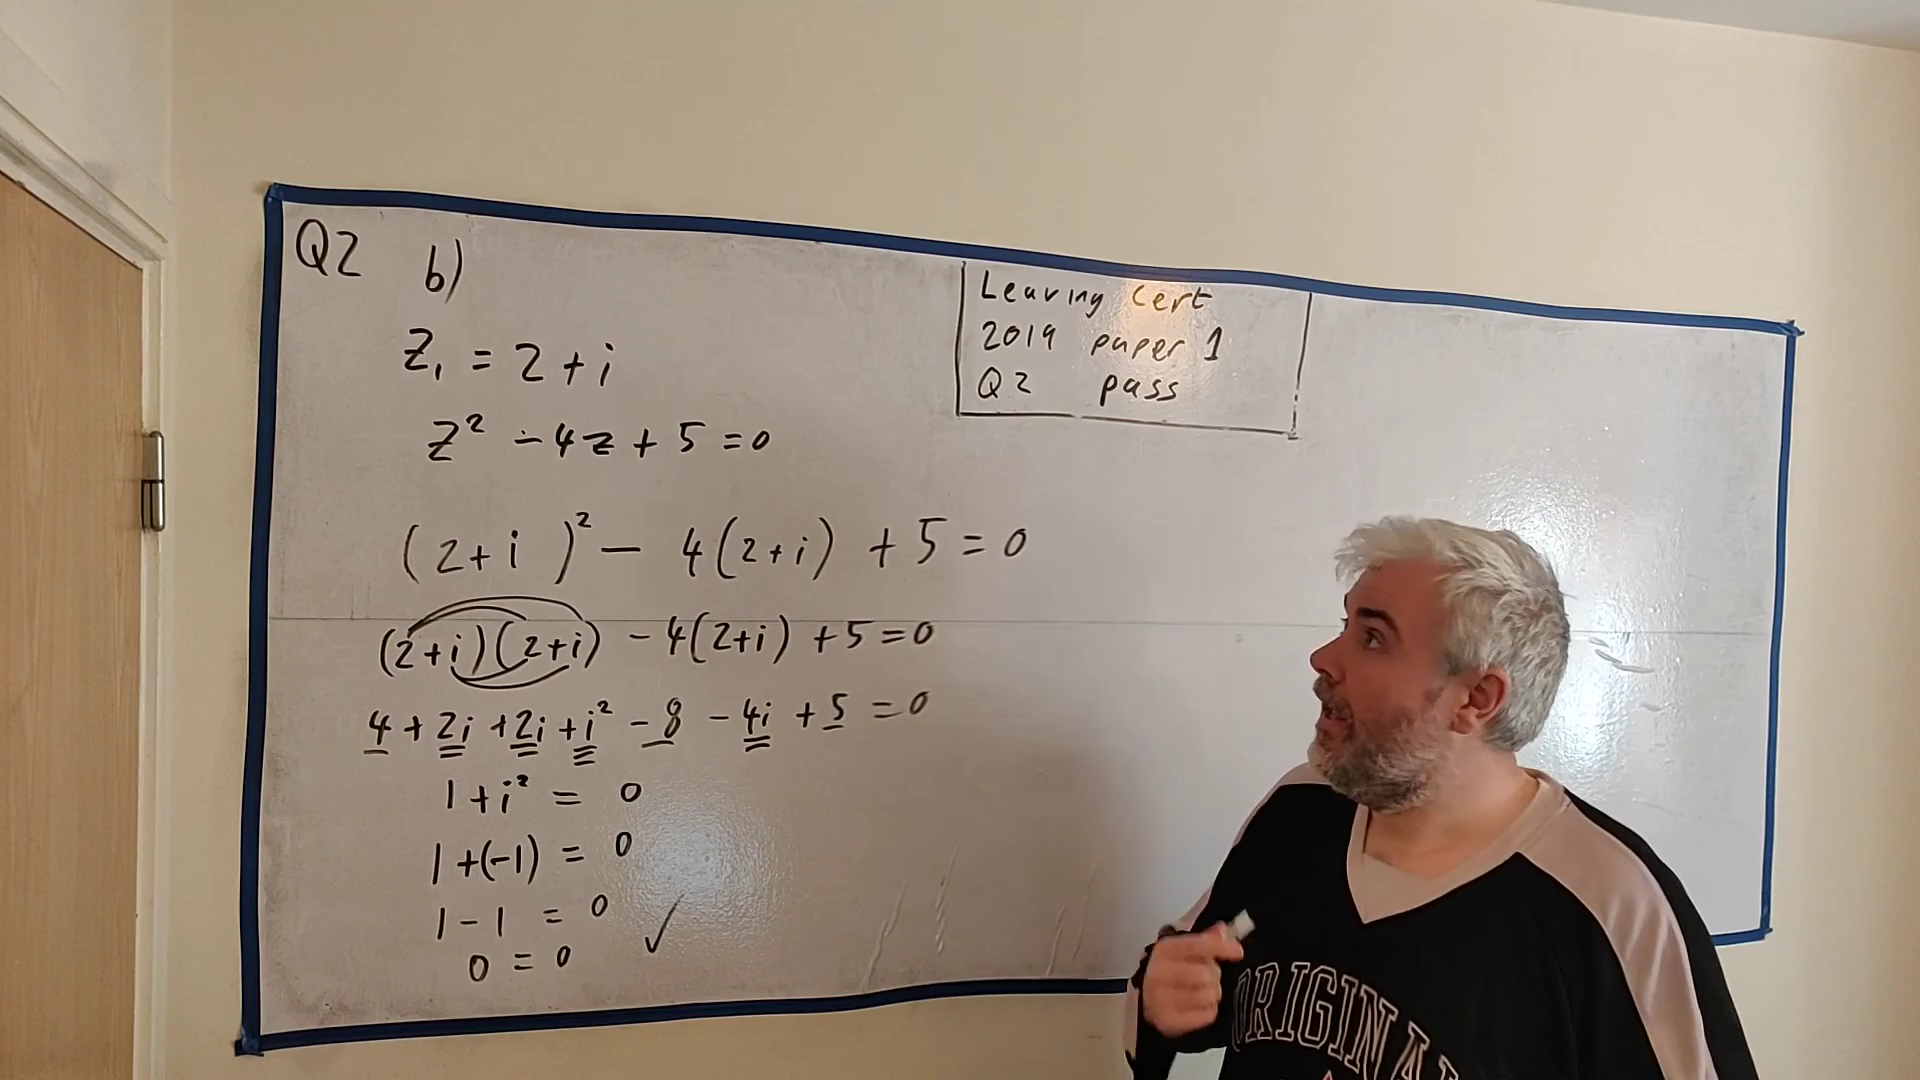 Q2 b)
z₁ = 2 + i
z² - 4z + 5 = 0
(2 + i)² - 4(2 + i) + 5 = 0
(2 + i)(2 + i) - 4(2 + i) + 5 = 0
4 + 2i + 2i + i² - 8 - 4i + 5 = 0
1 + i² = 0
1 + (-1) = 0
1 - 1 = 0
0 = 0 ✓
Leaving Cert
2019 paper 1
Q2 pass
ORIGINA